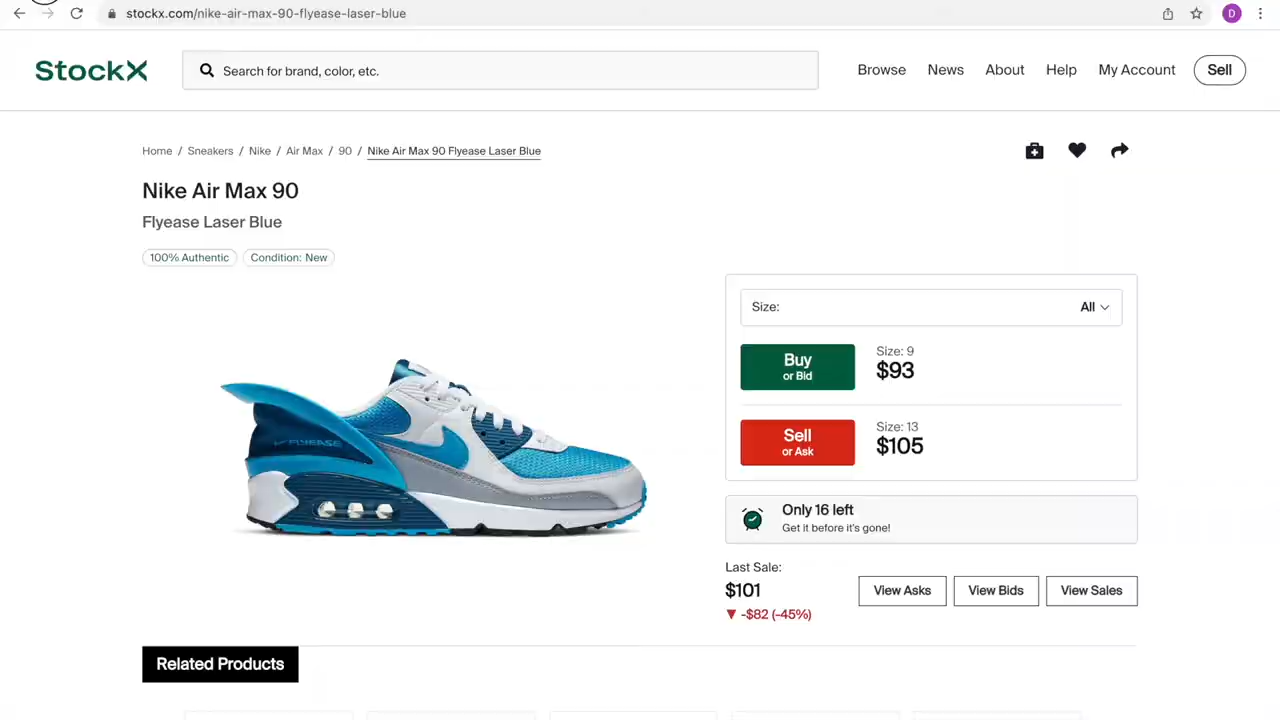 stockx.com/nike-air-max-90-flyease-laser-blue
D
StockX
Search for brand, color, etc.
Browse News About Help My Account Sell
Home / Sneakers / Nike / Air Max / 90 / Nike Air Max 90 Flyease Laser Blue
Nike Air Max 90
Flyease Laser Blue
100% Authentic Condition: New
Size: All
Buy
or Bid
Size: 9
$93
Sell
or Ask
Size: 13
$105
FLYEASE
Only 16 left
Get it before it's gone!
Last Sale:
$101
View Asks View Bids View Sales
▼ -$82 (-45%)
Related Products